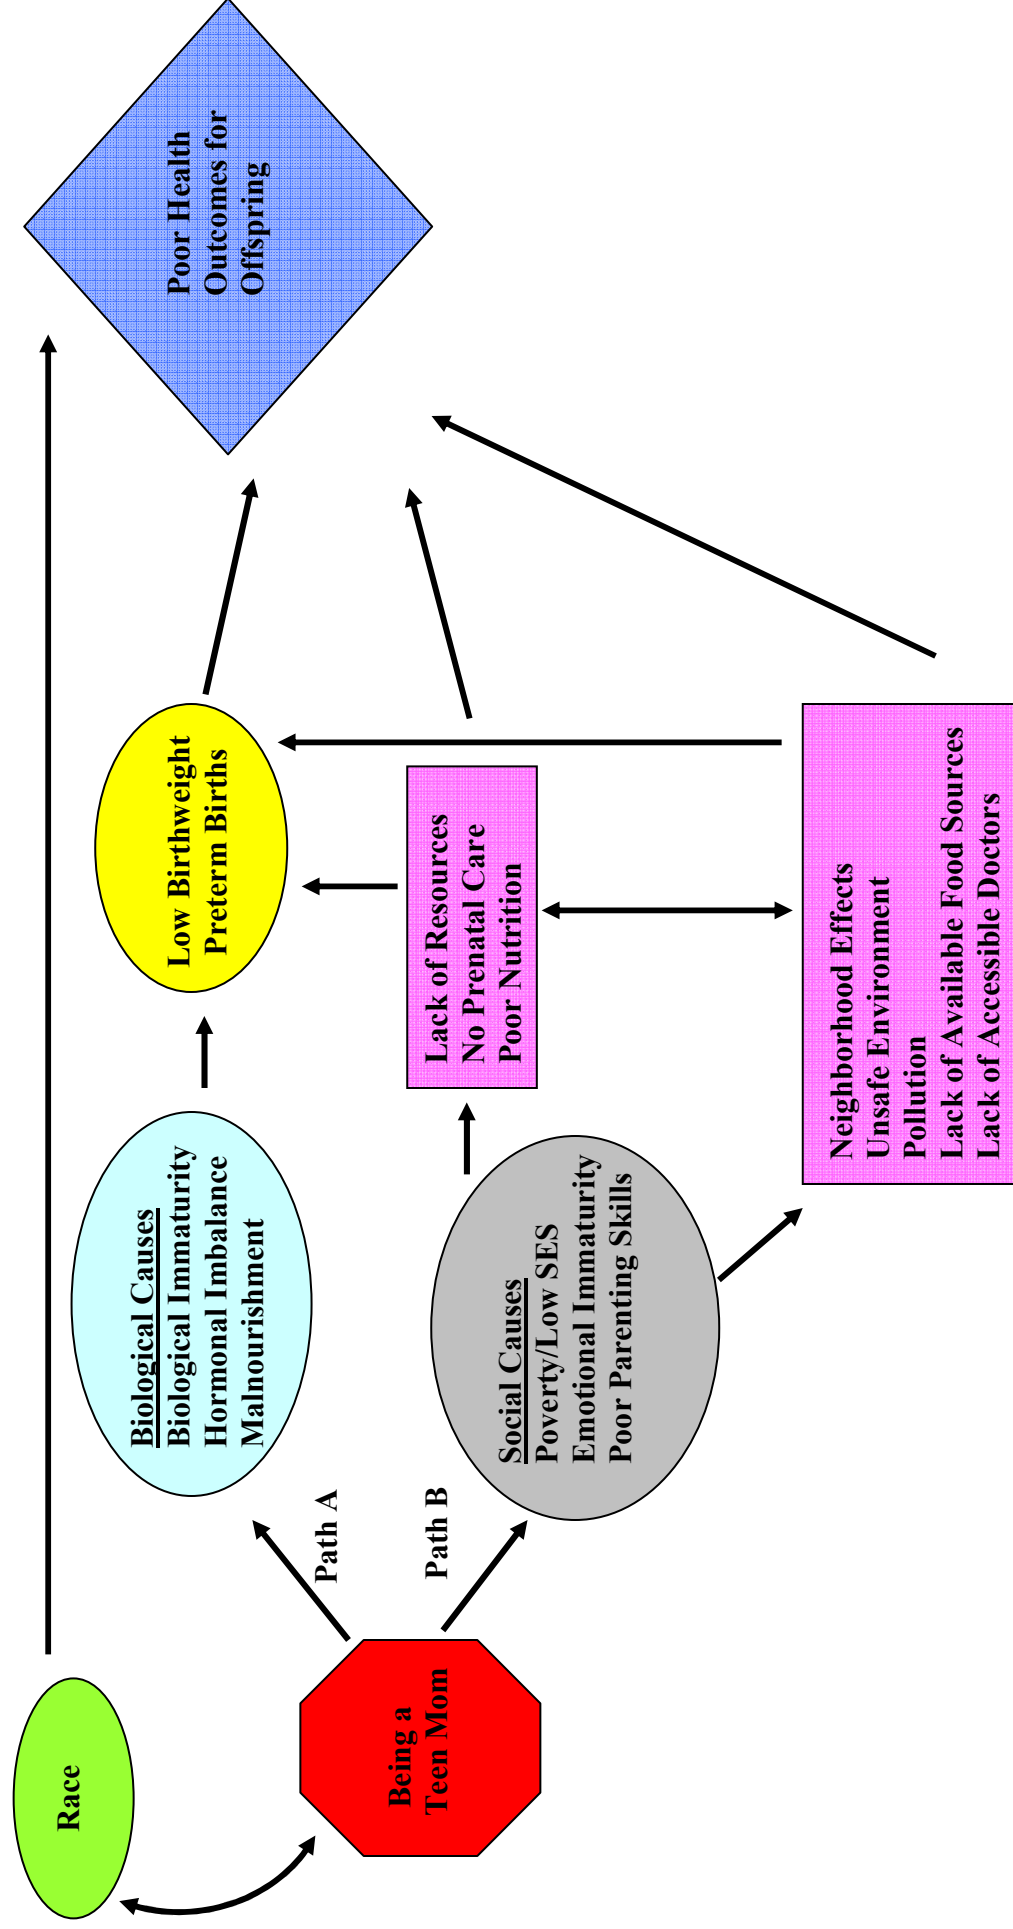 Race
Being a
Teen Mom
Path A
Path B
Biological Causes
Biological Immaturity
Hormonal Imbalance
Malnourishment
Social Causes
Poverty/Low SES
Emotional Immaturity
Poor Parenting Skills
Low Birthweight
Preterm Births
Lack of Resources
No Prenatal Care
Poor Nutrition
Neighborhood Effects
Unsafe Environment
Pollution
Lack of Available Food Sources
Lack of Accessible Doctors
Poor Health
Outcomes for
Offspring